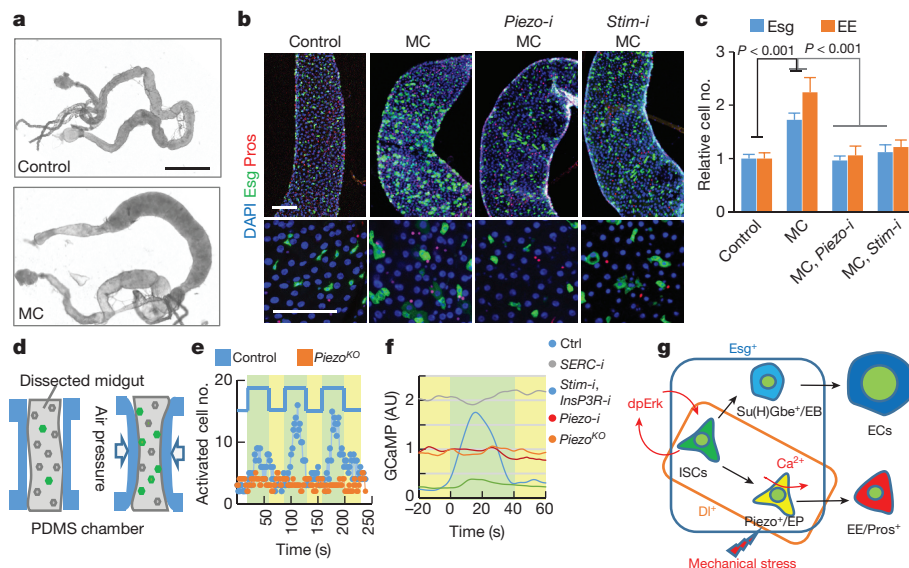 a
Control
MC
b
Control
MC
Piezo-i
MC
Stim-i
MC
DAPI Esg Pros
c
Esg EE
P < 0.001
P < 0.001
Relative cell no.
3
2
1
0
Control
MC
MC, Piezo-i
MC, Stim-i
d
Dissected midgut
Air pressure
PDMS chamber
e
Control PiezoKO
Activated cell no.
20
15
10
5
0
50
100
150
200
250
Time (s)
f
GCaMP (AU)
2
1
0
–20 0 20 40 60
Time (s)
Ctrl
SERC-i
Stim-i,
InsP3R-i
Piezo-i
PiezoKO
g
Esg+
dpErk
Su(H)Gbe+/EB
ECs
ISCs
Ca2+
Dl+
Piezo+/EP
EE/Pros+
Mechanical stress